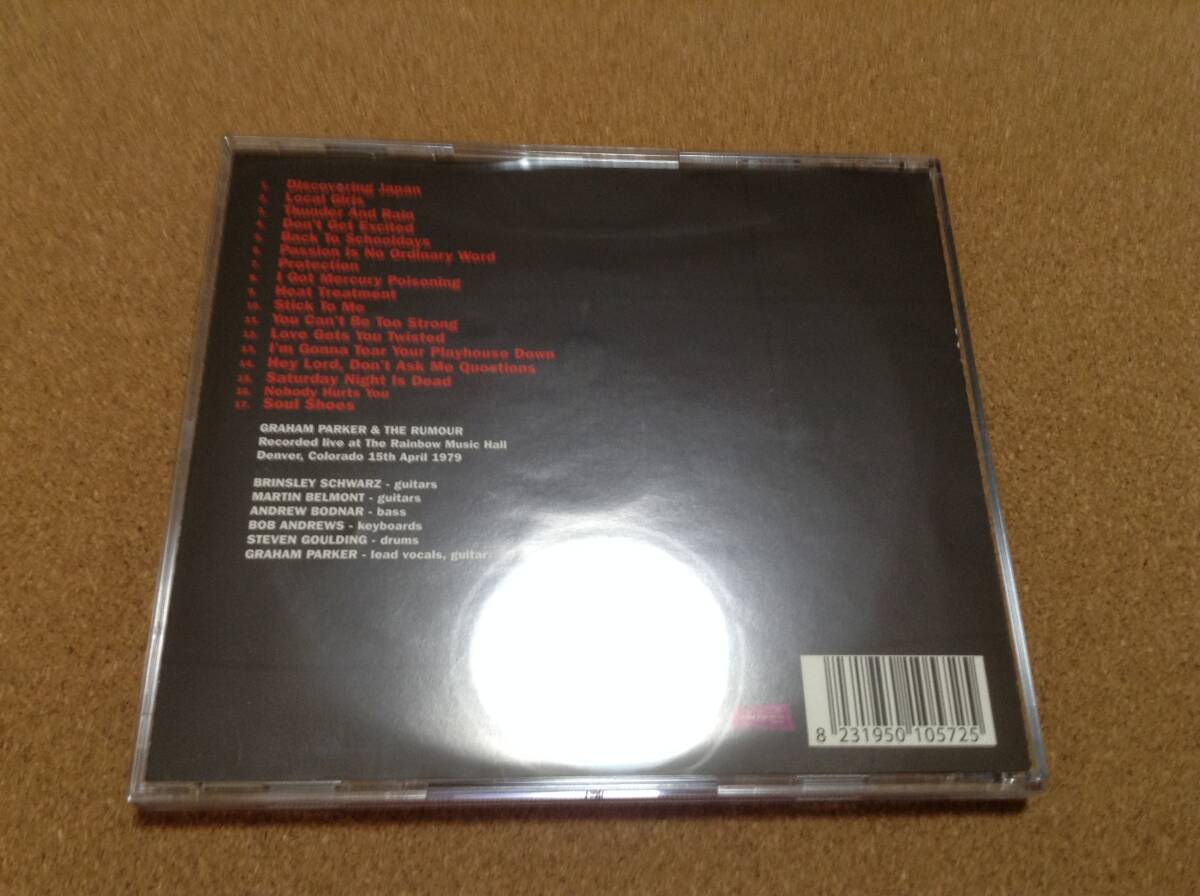 1. Discovering Japan
2. Local Girls
3. Thunder And Rain
4. Don't Get Excited
5. Back To Schooldays
6. Passion Is No Ordinary Word
7. Protection
8. I Got Mercury Poisoning
9. Heat Treatment
10. Stick To Me
11. You Can't Be Too Strong
12. Love Gets You Twisted
13. I'm Gonna Tear Your Playhouse Down
14. Hey Lord, Don't Ask Me Questions
15. Saturday Night Is Dead
16. Nobody Hurts You
17. Soul Shoes
GRAHAM PARKER & THE RUMOUR
Recorded live at The Rainbow Music Hall
Denver, Colorado 15th April 1979
BRINSLEY SCHWARZ - guitars
MARTIN BELMONT - guitars
ANDREW BODNAR - bass
BOB ANDREWS - keyboards
STEVEN GOULDING - drums
GRAHAM PARKER - lead vocals, guitar
8 231950 105725